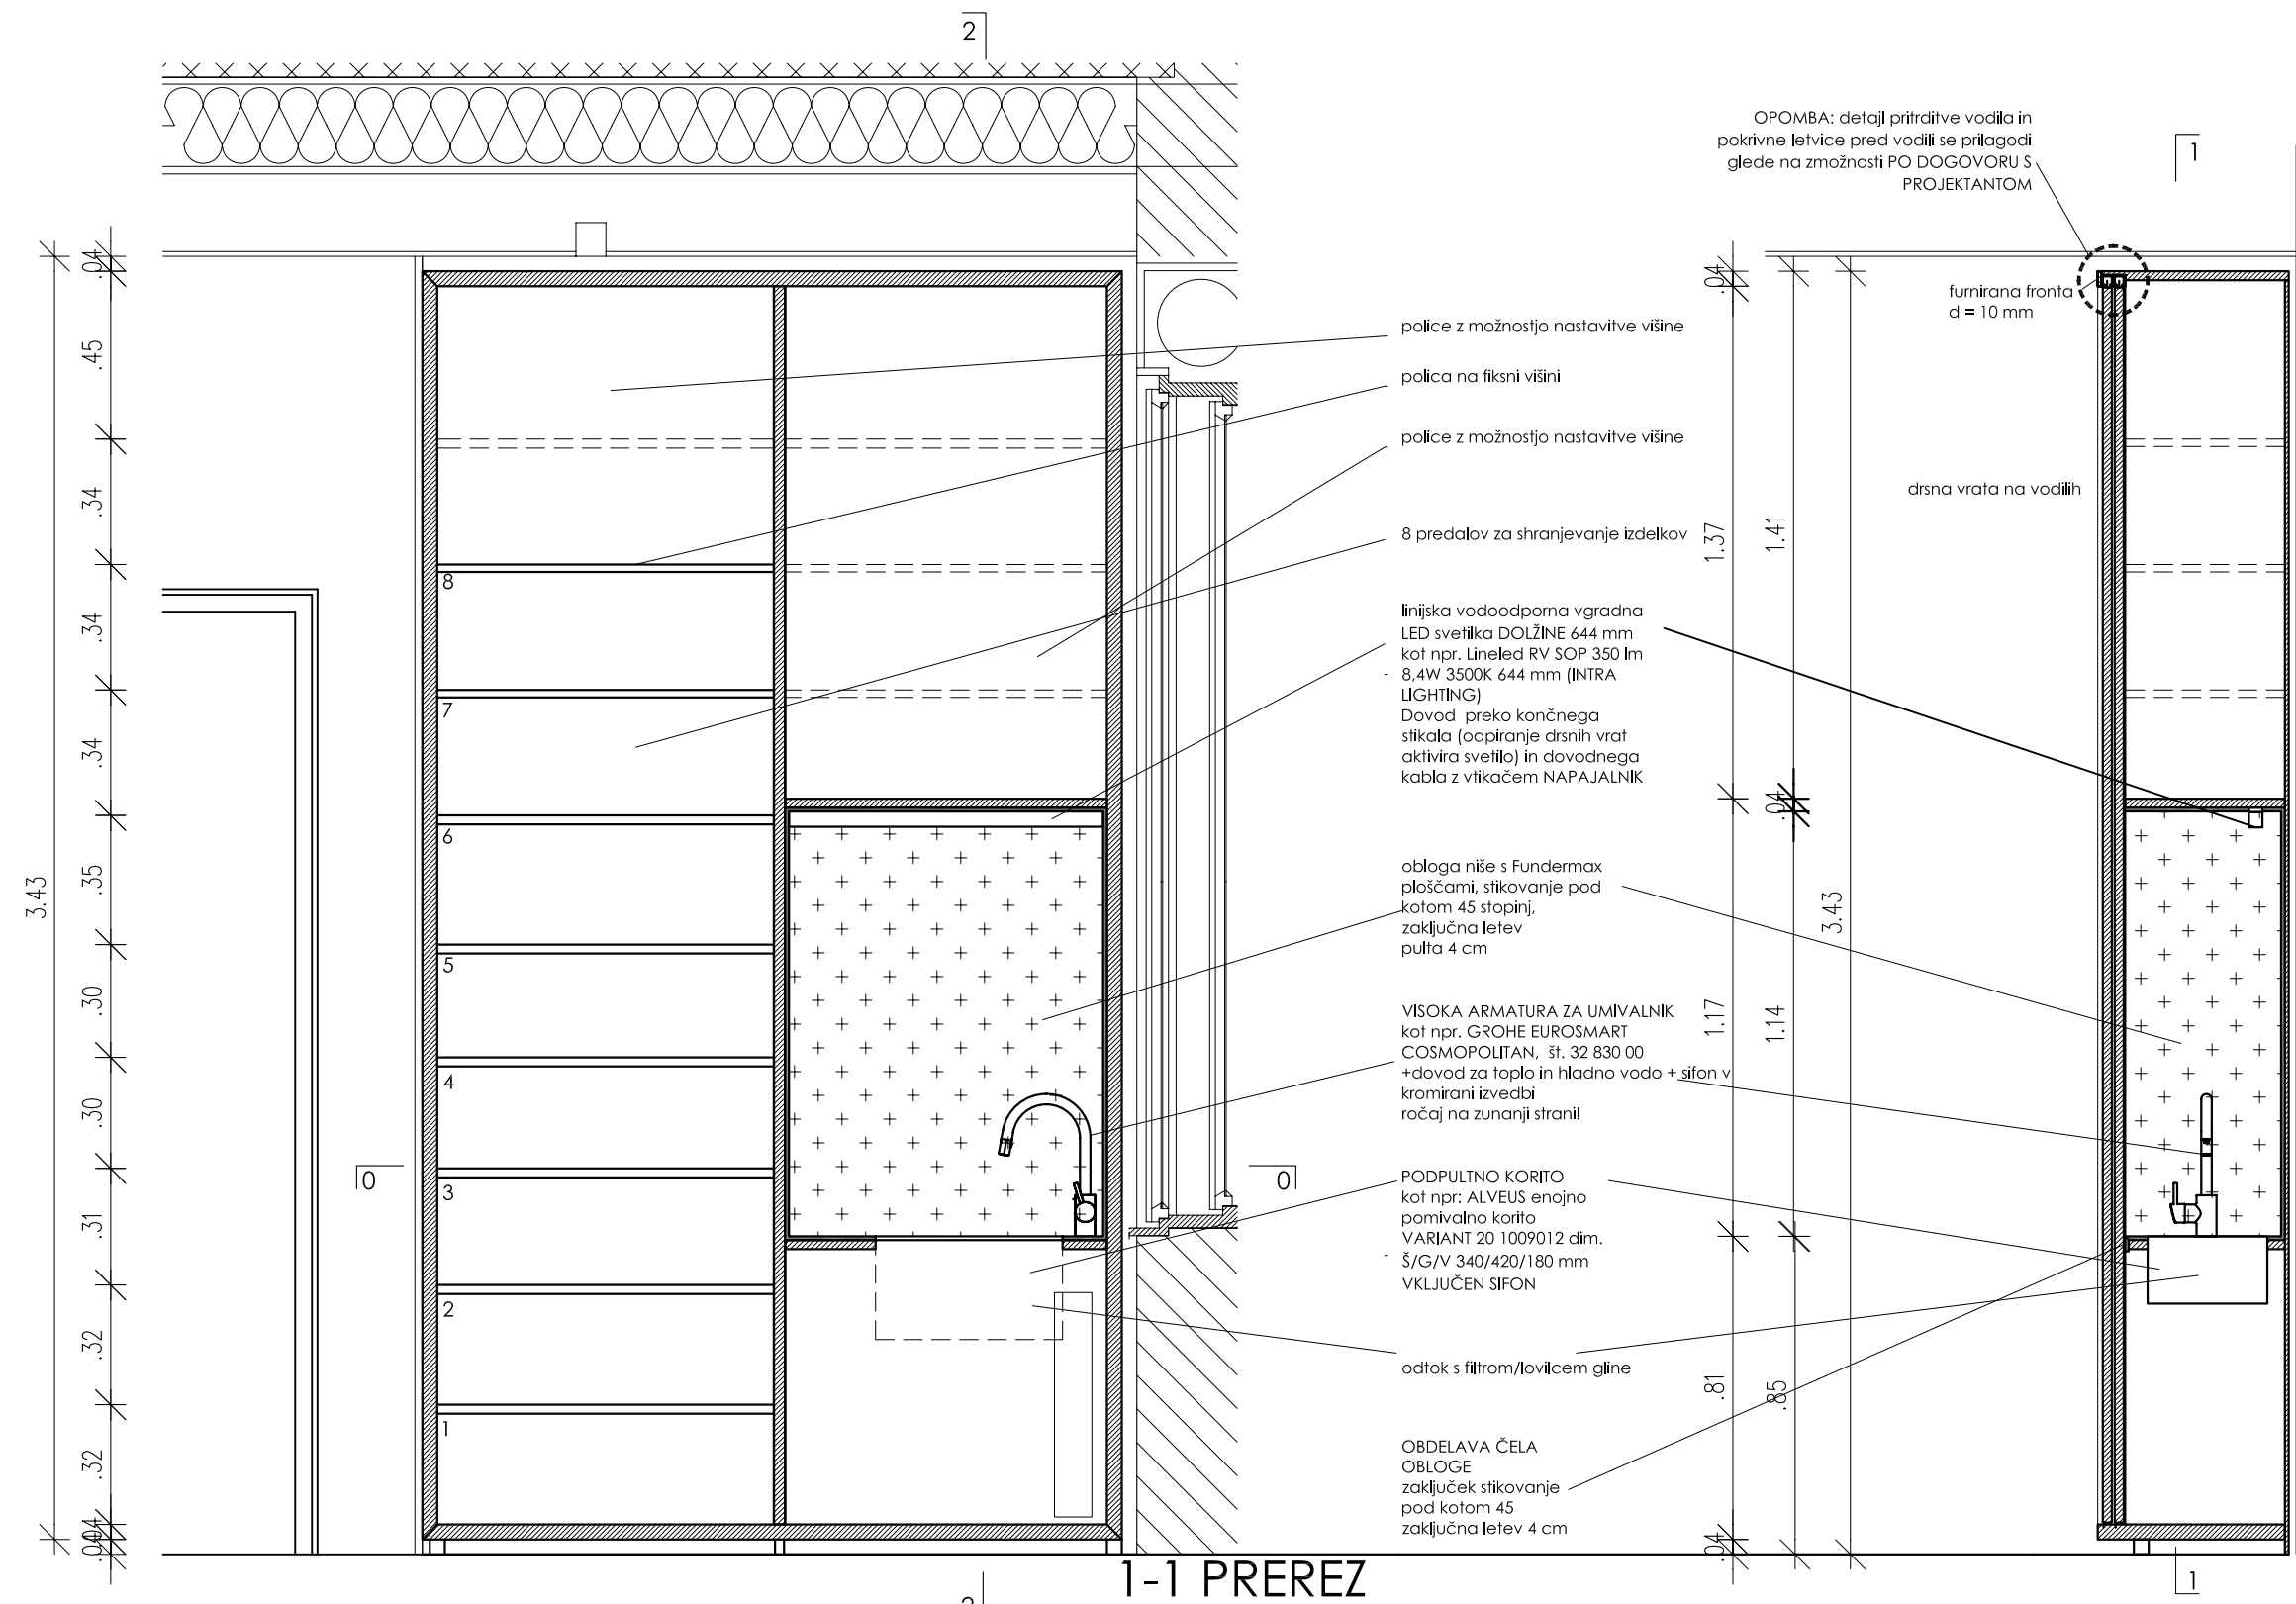 2
OPOMBA: detajl pritrditve vodila in
pokrivne letvice pred vodili se prilagodi
glede na zmožnosti PO DOGOVORU S
PROJEKTANTOM
1
furnirana fronta
d = 10 mm
drsna vrata na vodilih
police z možnostjo nastavitve višine
polica na fiksni višini
police z možnostjo nastavitve višine
8 predalov za shranjevanje izdelkov
linijska vodoodporna vgradna
LED svetilka DOLŽINE 644 mm
kot npr. Lineled RV SOP 350 lm
- 8,4W 3500K 644 mm (INTRA
LIGHTING)
Dovod preko končnega
stikala (odpiranje drsnih vrat
aktivira svetilo) in dovodnega
kabla z vtikačem NAPAJALNIK
obloga niše s Fundermax
ploščami, stikovanje pod
kotom 45 stopinj,
zaključna letev
pulta 4 cm
VISOKA ARMATURA ZA UMIVALNIK
kot npr. GROHE EUROSMART
COSMOPOLITAN, št. 32 830 00
+dovod za toplo in hladno vodo + sifon v
kromirani izvedbi
ročaj na zunanji strani!
PODPULTNO KORITO
kot npr: ALVEUS enojno
pomivalno korito
VARIANT 20 1009012 dim.
- Š/G/V 340/420/180 mm
VKLJUČEN SIFON
odtok s filtrom/lovilcem gline
OBDELAVA ČELA
OBLOGE
zaključek stikovanje
pod kotom 45
zaključna letev 4 cm
3.43
.04
.45
.34
.34
.34
.35
.30
.30
.31
.32
.32
.04
.04
8
7
6
5
4
3
2
1
0
0
.04
1.37
1.17
.81
.04
1.41
.04
1.14
.85
3.43
1-1 PREREZ
2
1